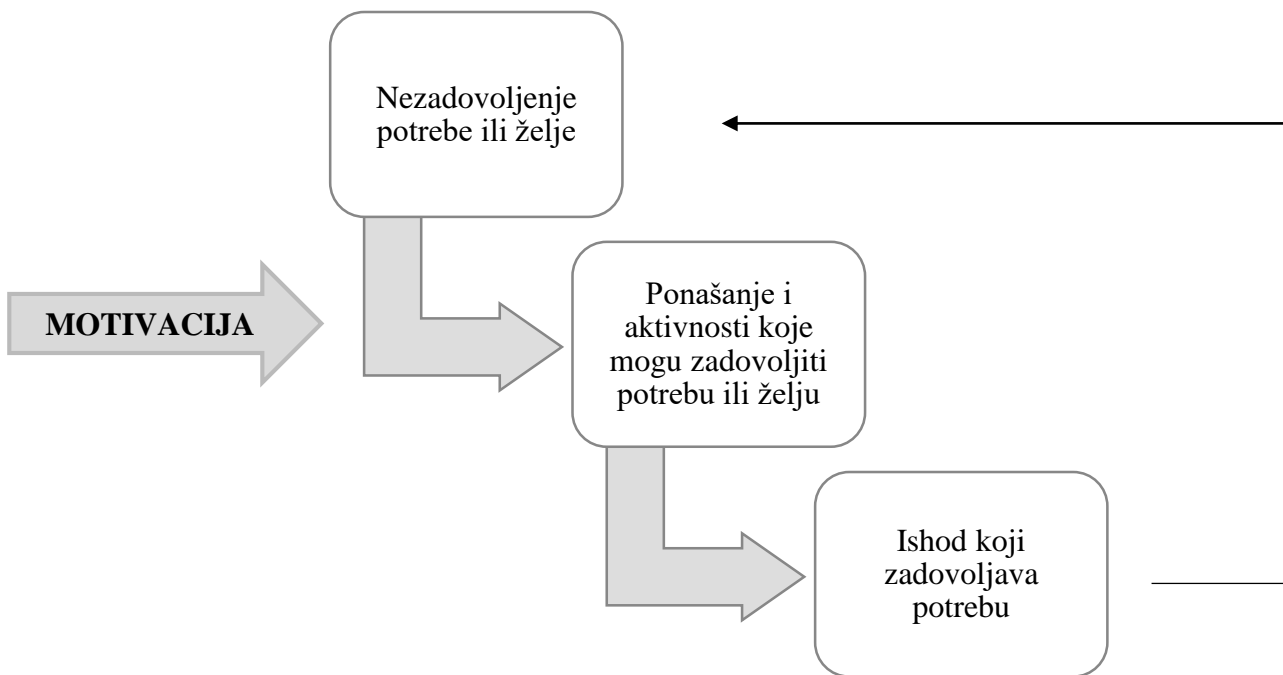 Nezadovoljenje
potrebe ili želje
MOTIVACIJA
Ponašanje i
aktivnosti koje
mogu zadovoljiti
potrebu ili želju
Ishod koji
zadovoljava
potrebu